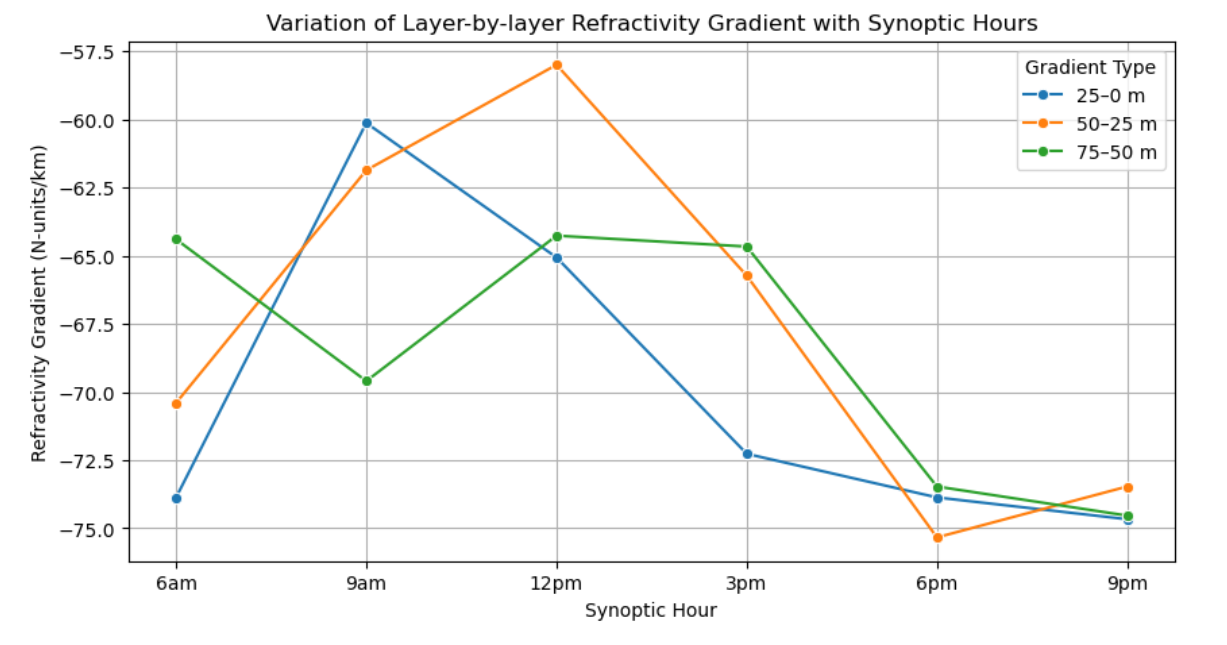 Variation of Layer-by-layer Refractivity Gradient with Synoptic Hours
Refractivity Gradient (N-units/km)
−57.5
−60.0
−62.5
−65.0
−67.5
−70.0
−72.5
−75.0
Gradient Type
25–0 m
50–25 m
75–50 m
6am
9am
12pm
3pm
6pm
9pm
Synoptic Hour